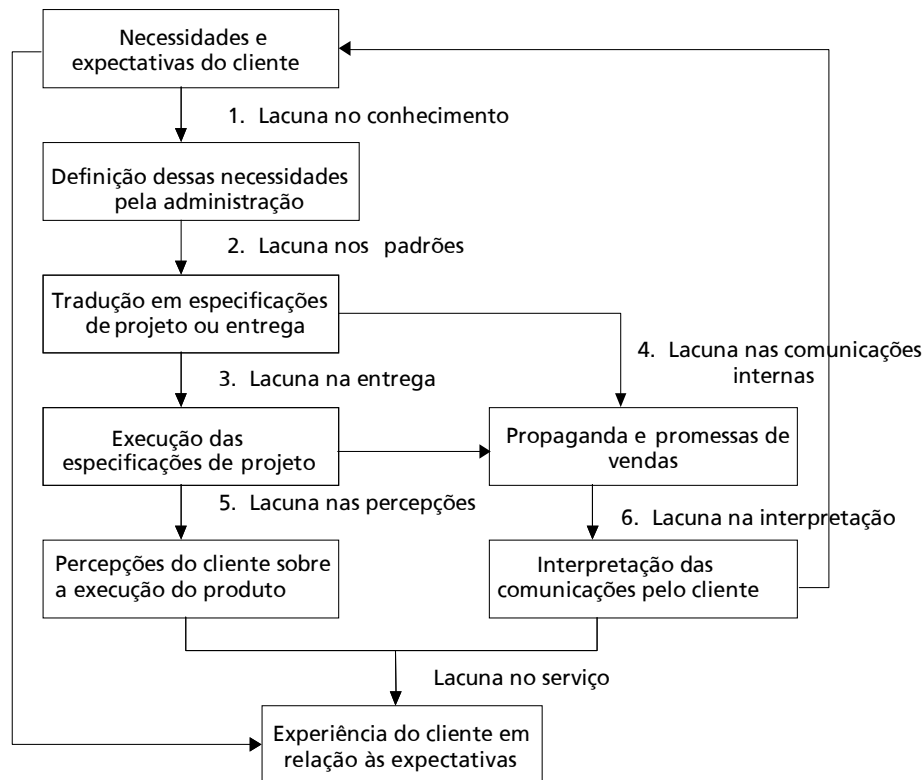 Necessidades e
expectativas do cliente
1. Lacuna no conhecimento
Definição dessas necessidades
pela administração
2. Lacuna nos padrões
Tradução em especificações
de projeto ou entrega
4. Lacuna nas comunicações
internas
3. Lacuna na entrega
Execução das
especificações de projeto
Propaganda e promessas de
vendas
5. Lacuna nas percepções
6. Lacuna na interpretação
Percepções do cliente sobre
a execução do produto
Interpretação das
comunicações pelo cliente
Lacuna no serviço
Experiência do cliente em
relação às expectativas